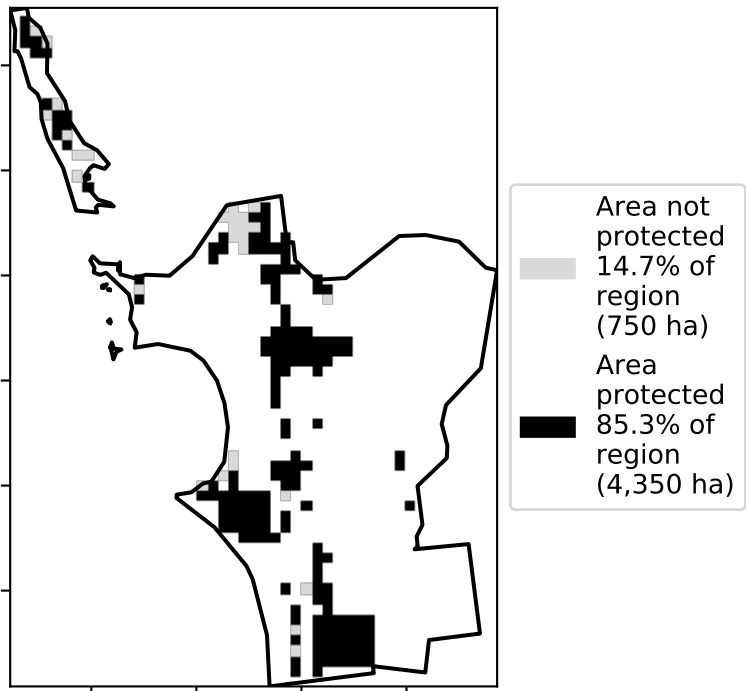 Area not
protected
14.7% of
region
(750 ha)
Area
protected
85.3% of
region
(4,350 ha)